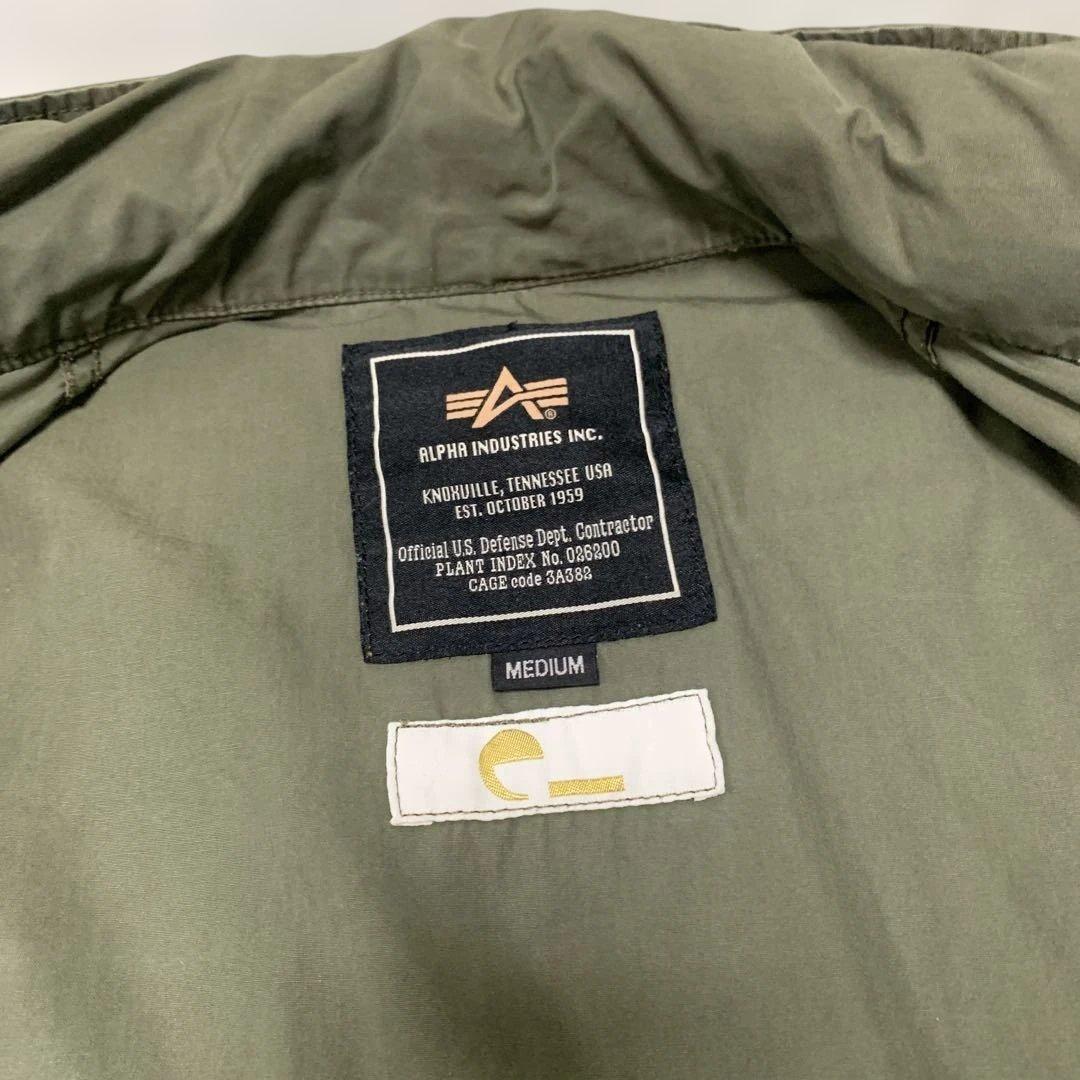 ALPHA INDUSTRIES INC.
KNOXVILLE, TENNESSEE USA
EST. OCTOBER 1959
Official U.S. Defense Dept. Contractor
PLANT INDEX No. 026200
CAGE code 3A382
MEDIUM
e_